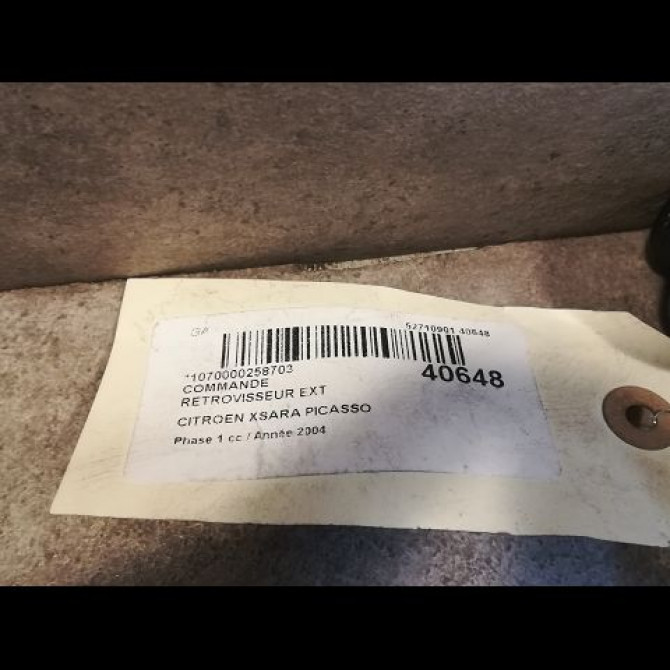 GP 52710901 40648
*1070000258703
40648
COMMANDE
RETROVISSEUR EXT
CITROEN XSARA PICASSO
Phase 1 cc / Année 2004